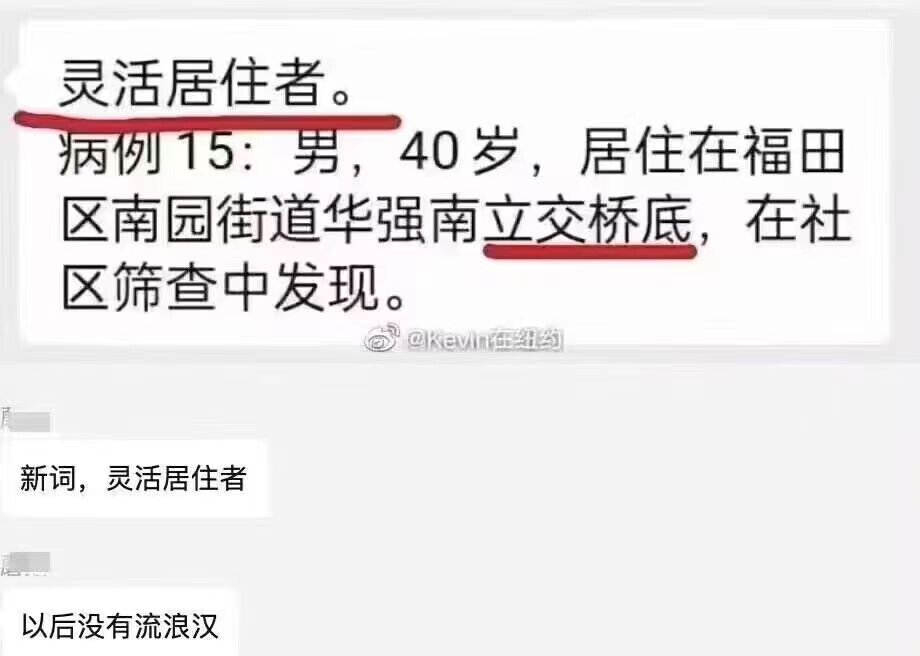 灵活居住者。
病例 15：男，40 岁，居住在福田
区南园街道华强南立交桥底，在社
区筛查中发现。
@Kevin在纽约
新词，灵活居住者
以后没有流浪汉